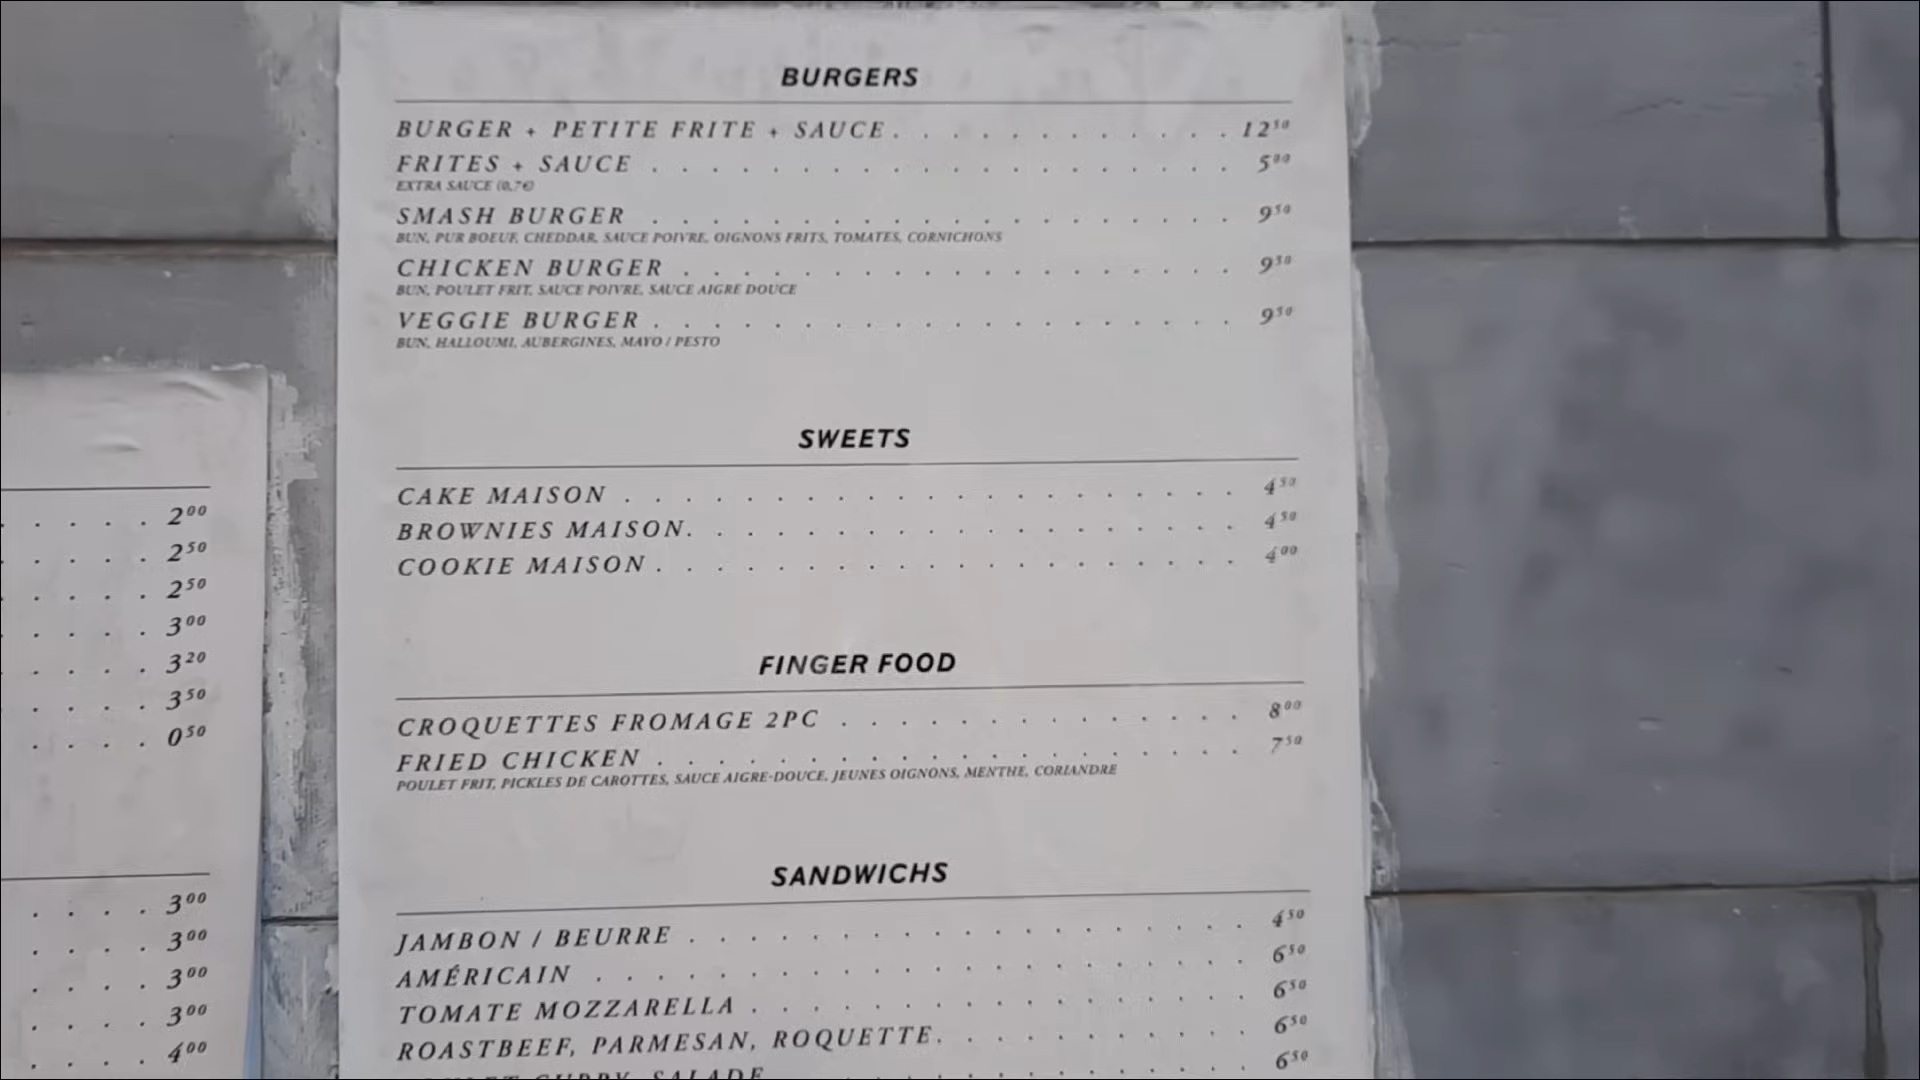 BURGERS
BURGER + PETITE FRITE + SAUCE. . . . . . . . . . . . 12⁵⁰
FRITES + SAUCE . . . . . . . . . . . . . . . . . . . 5⁰⁰
EXTRA SAUCE (0,7€)
SMASH BURGER . . . . . . . . . . . . . . . . . . . 9⁵⁰
BUN, PUR BOEUF, CHEDDAR, SAUCE POIVRE, OIGNONS FRITS, TOMATES, CORNICHONS
CHICKEN BURGER . . . . . . . . . . . . . . . . . . 9⁵⁰
BUN, POULET FRIT, SAUCE POIVRE, SAUCE AIGRE DOUCE
VEGGIE BURGER . . . . . . . . . . . . . . . . . . . 9⁵⁰
BUN, HALLOUMI, AUBERGINES, MAYO / PESTO
SWEETS
CAKE MAISON . . . . . . . . . . . . . . . . . . . . 4⁵⁰
BROWNIES MAISON. . . . . . . . . . . . . . . . . . 4⁵⁰
COOKIE MAISON . . . . . . . . . . . . . . . . . . . 4⁰⁰
FINGER FOOD
CROQUETTES FROMAGE 2PC . . . . . . . . . . . . . 8⁰⁰
FRIED CHICKEN . . . . . . . . . . . . . . . . . . . 7⁵⁰
POULET FRIT, PICKLES DE CAROTTES, SAUCE AIGRE-DOUCE, JEUNES OIGNONS, MENTHE, CORIANDRE
SANDWICHS
JAMBON / BEURRE . . . . . . . . . . . . . . . . . . 4⁵⁰
AMÉRICAIN . . . . . . . . . . . . . . . . . . . . . 6⁵⁰
TOMATE MOZZARELLA . . . . . . . . . . . . . . . . 6⁵⁰
ROASTBEEF, PARMESAN, ROQUETTE. . . . . . . . . . 6⁵⁰
CURRY, SALADE . . . . . . . . . . . . . . . 6⁵⁰
. . . . . 2⁰⁰
. . . . . 2⁵⁰
. . . . . 2⁵⁰
. . . . . 3⁰⁰
. . . . . 3²⁰
. . . . . 3⁵⁰
. . . . 0⁵⁰
. . . . 3⁰⁰
. . . . 3⁰⁰
. . . . 3⁰⁰
. . . . 3⁰⁰
. . . . 4⁰⁰